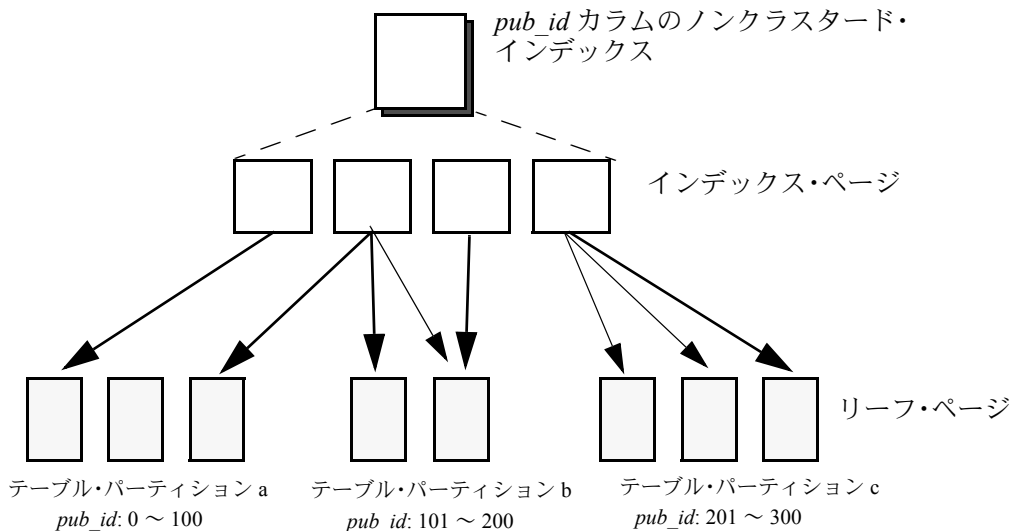 pub_id カラムのノンクラスタード・
インデックス
インデックス・ページ
リーフ・ページ
テーブル・パーティション a
pub_id: 0 ～ 100
テーブル・パーティション b
pub_id: 101 ～ 200
テーブル・パーティション c
pub_id: 201 ～ 300